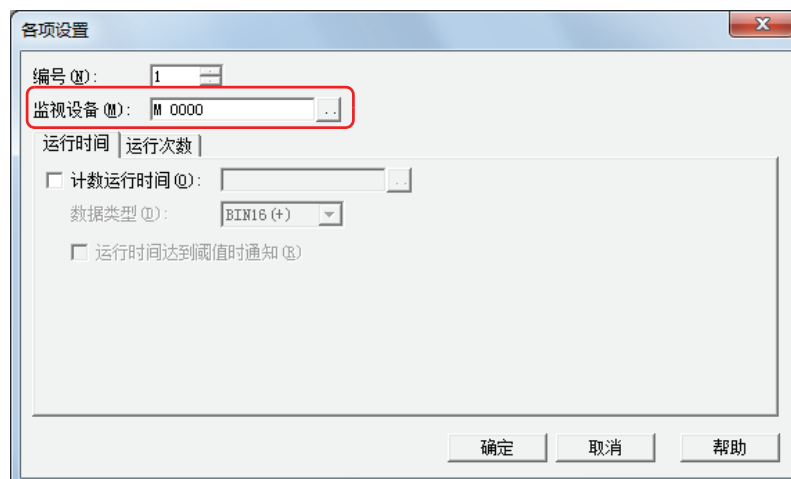 各项设置
编号(N): 1
监视设备(M): M 0000 ..
运行时间 运行次数
计数运行时间(O): ..
数据类型(D): BIN16(+)
运行时间达到阈值时通知(R)
确定 取消 帮助